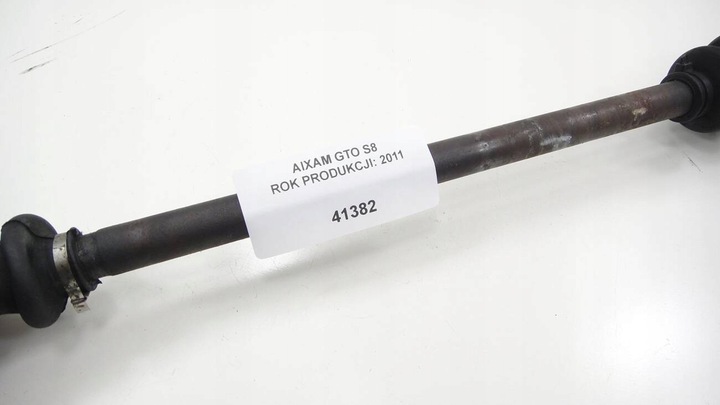 AIXAM GTO S8
ROK PRODUKCJI: 2011
41382